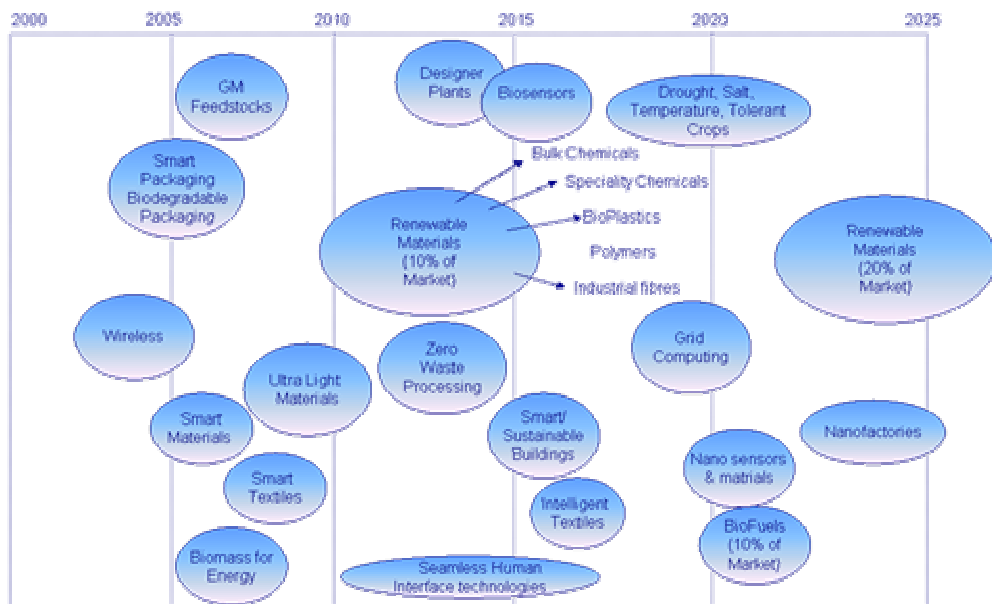 2000 2005 2010 2015 2020 2025
GM
Feedstocks
Designer
Plants
Biosensors
Drought, Salt,
Temperature, Tolerant
Crops
Smart
Packaging
Biodegradable
Packaging
Renewable
Materials
(10% of
Market)
Bulk Chemicals
Speciality Chemicals
BioPlastics
Polymers
Industrial fibres
Renewable
Materials
(20% of
Market)
Wireless
Ultra Light
Materials
Zero
Waste
Processing
Grid
Computing
Smart
Materials
Smart/
Sustainable
Buildings
Nanofactories
Smart
Textiles
Intelligent
Textiles
Nano sensors
& matrials
Biomass for
Energy
Seamless Human
Interface technologies
BioFuels
(10% of
Market)